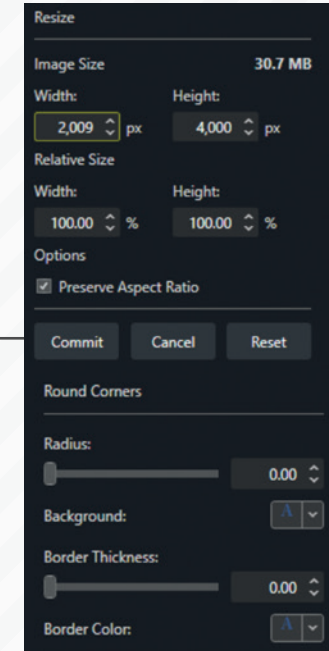 Resize
Image Size 30.7 MB
Width: Height:
2,009 px 4,000 px
Relative Size
Width: Height:
100.00 % 100.00 %
Options
Preserve Aspect Ratio
Commit Cancel Reset
Round Corners
Radius:
0.00
Background: A
Border Thickness:
0.00
Border Color: A